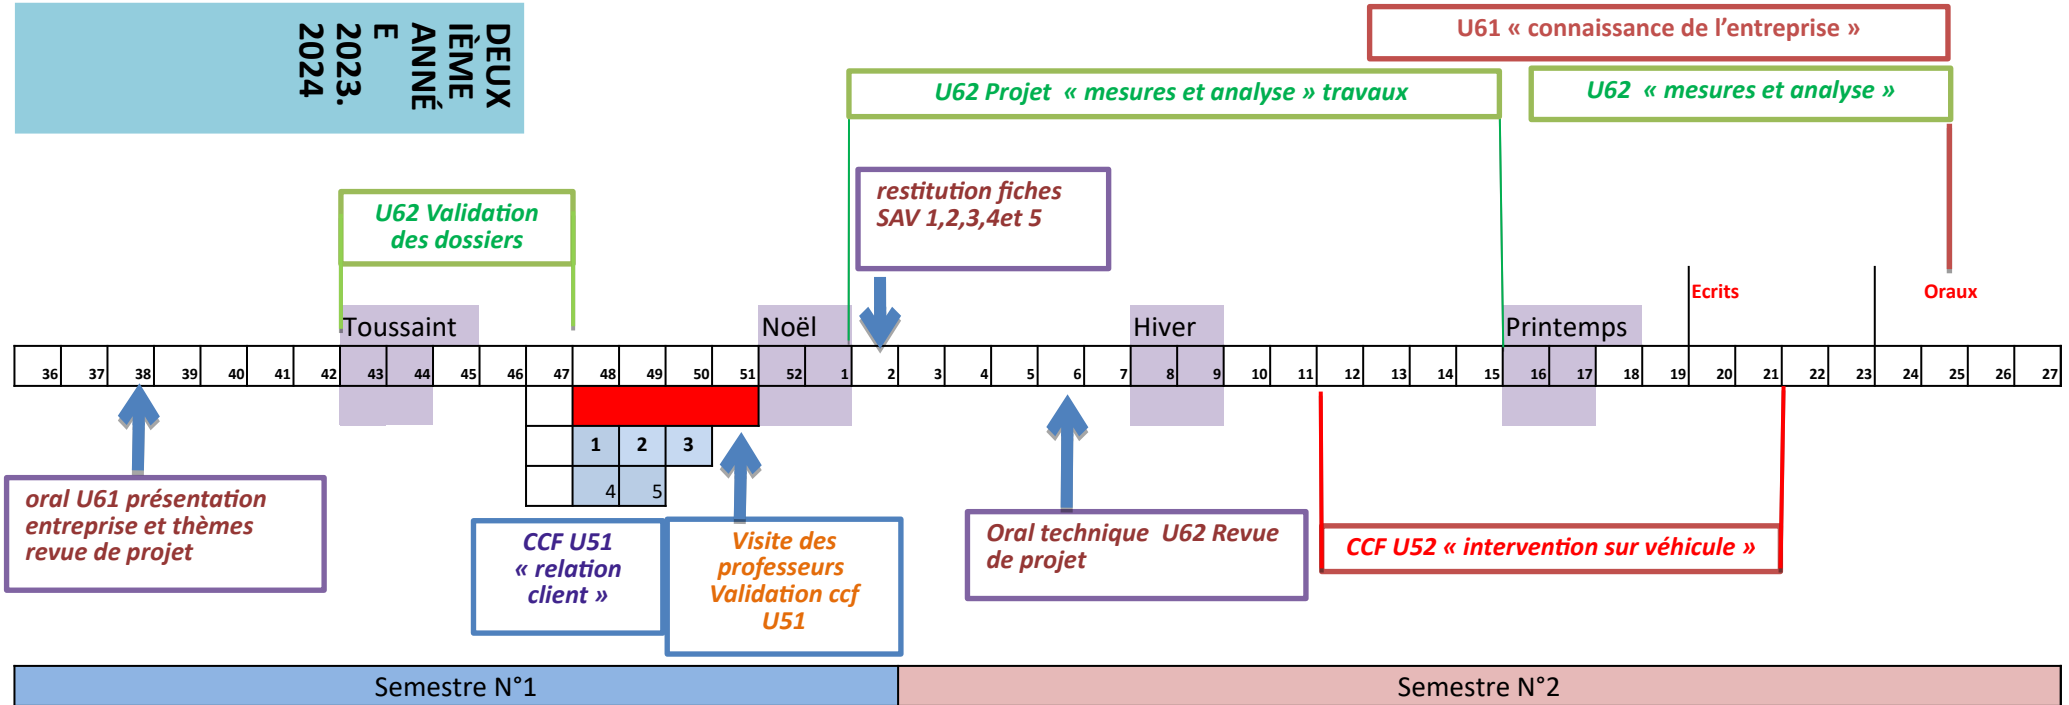 DEUX
IÈME
ANNÉ
E
2023.
2024
U61 « connaissance de l’entreprise »
U62 Projet « mesures et analyse » travaux
U62 « mesures et analyse »
restitution fiches
SAV 1,2,3,4et 5
U62 Validation
des dossiers
Ecrits
Oraux
Toussaint
Noël
Hiver
Printemps
36 37 38 39 40 41 42 43 44 45 46 47 48 49 50 51 52 1 2 3 4 5 6 7 8 9 10 11 12 13 14 15 16 17 18 19 20 21 22 23 24 25 26 27
1 2 3
4 5
oral U61 présentation
entreprise et thèmes
revue de projet
CCF U51
« relation
client »
Visite des
professeurs
Validation ccf
U51
Oral technique U62 Revue
de projet
CCF U52 « intervention sur véhicule »
Semestre N°1
Semestre N°2